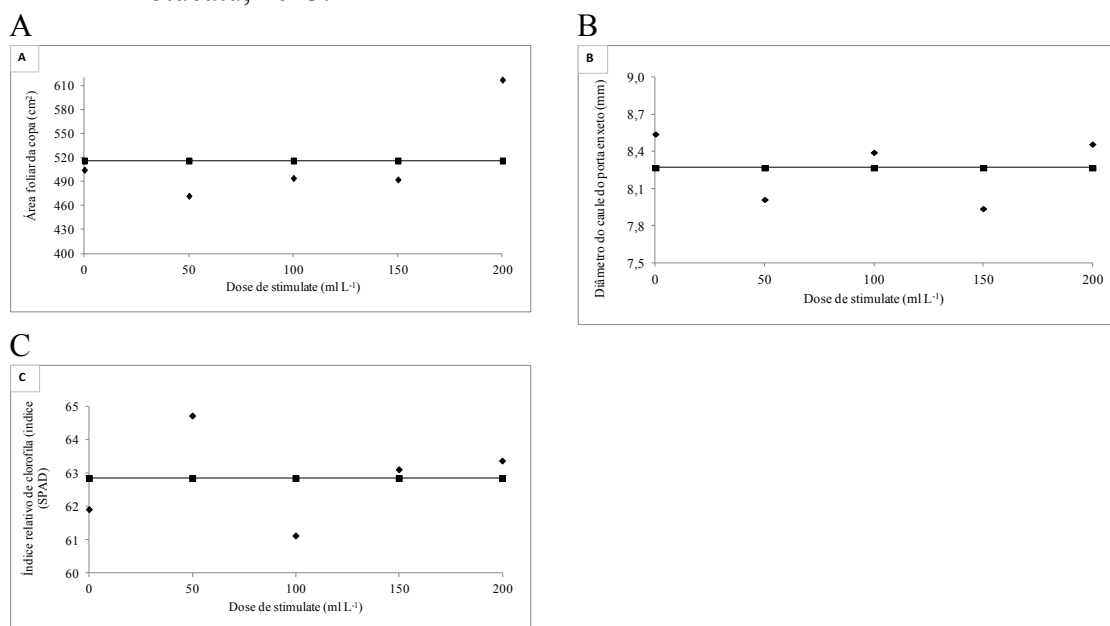 A
B
A
Área foliar da copa (cm²)
610
580
550
520
490
460
430
400
0
50
100
150
200
Dose de stimulate (ml L⁻¹)
B
Diâmetro do caule do porta enxeto (mm)
9,0
8,7
8,4
8,1
7,8
7,5
0
50
100
150
200
Dose de stimulate (ml L⁻¹)
C
C
Índice relativo de clorofila (indice
(SPAD)
65
64
63
62
61
60
0
50
100
150
200
Dose de stimulate (ml L⁻¹)